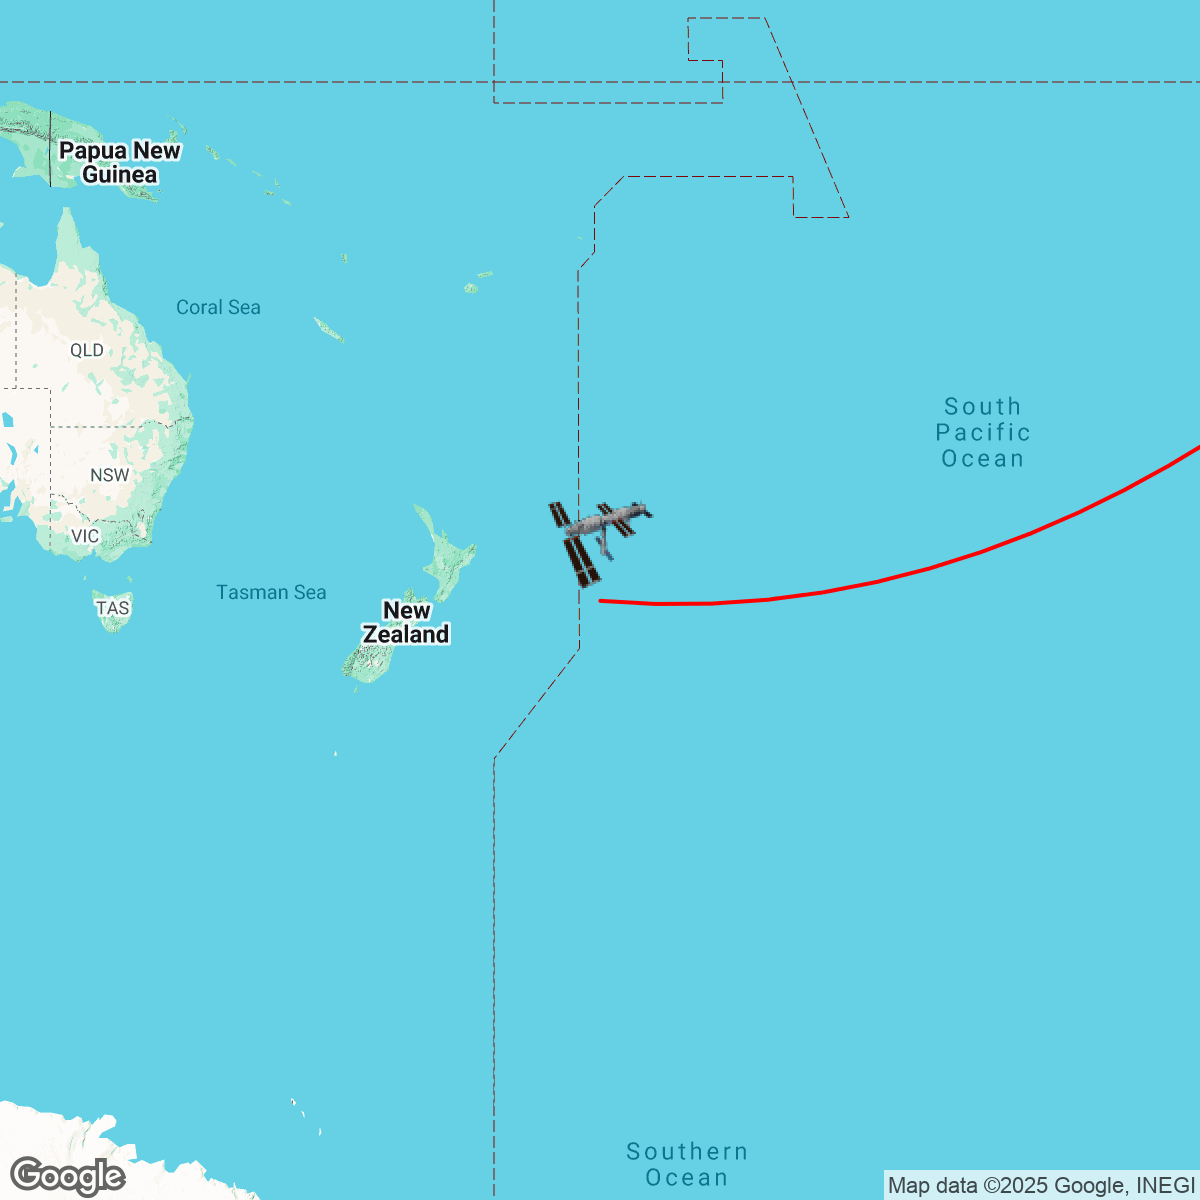 Papua New
Guinea
Coral Sea
QLD
South
Pacific
Ocean
NSW
VIC
Tasman Sea
TAS
New
Zealand
Southern
Ocean
Google
Map data ©2025 Google, INEGI